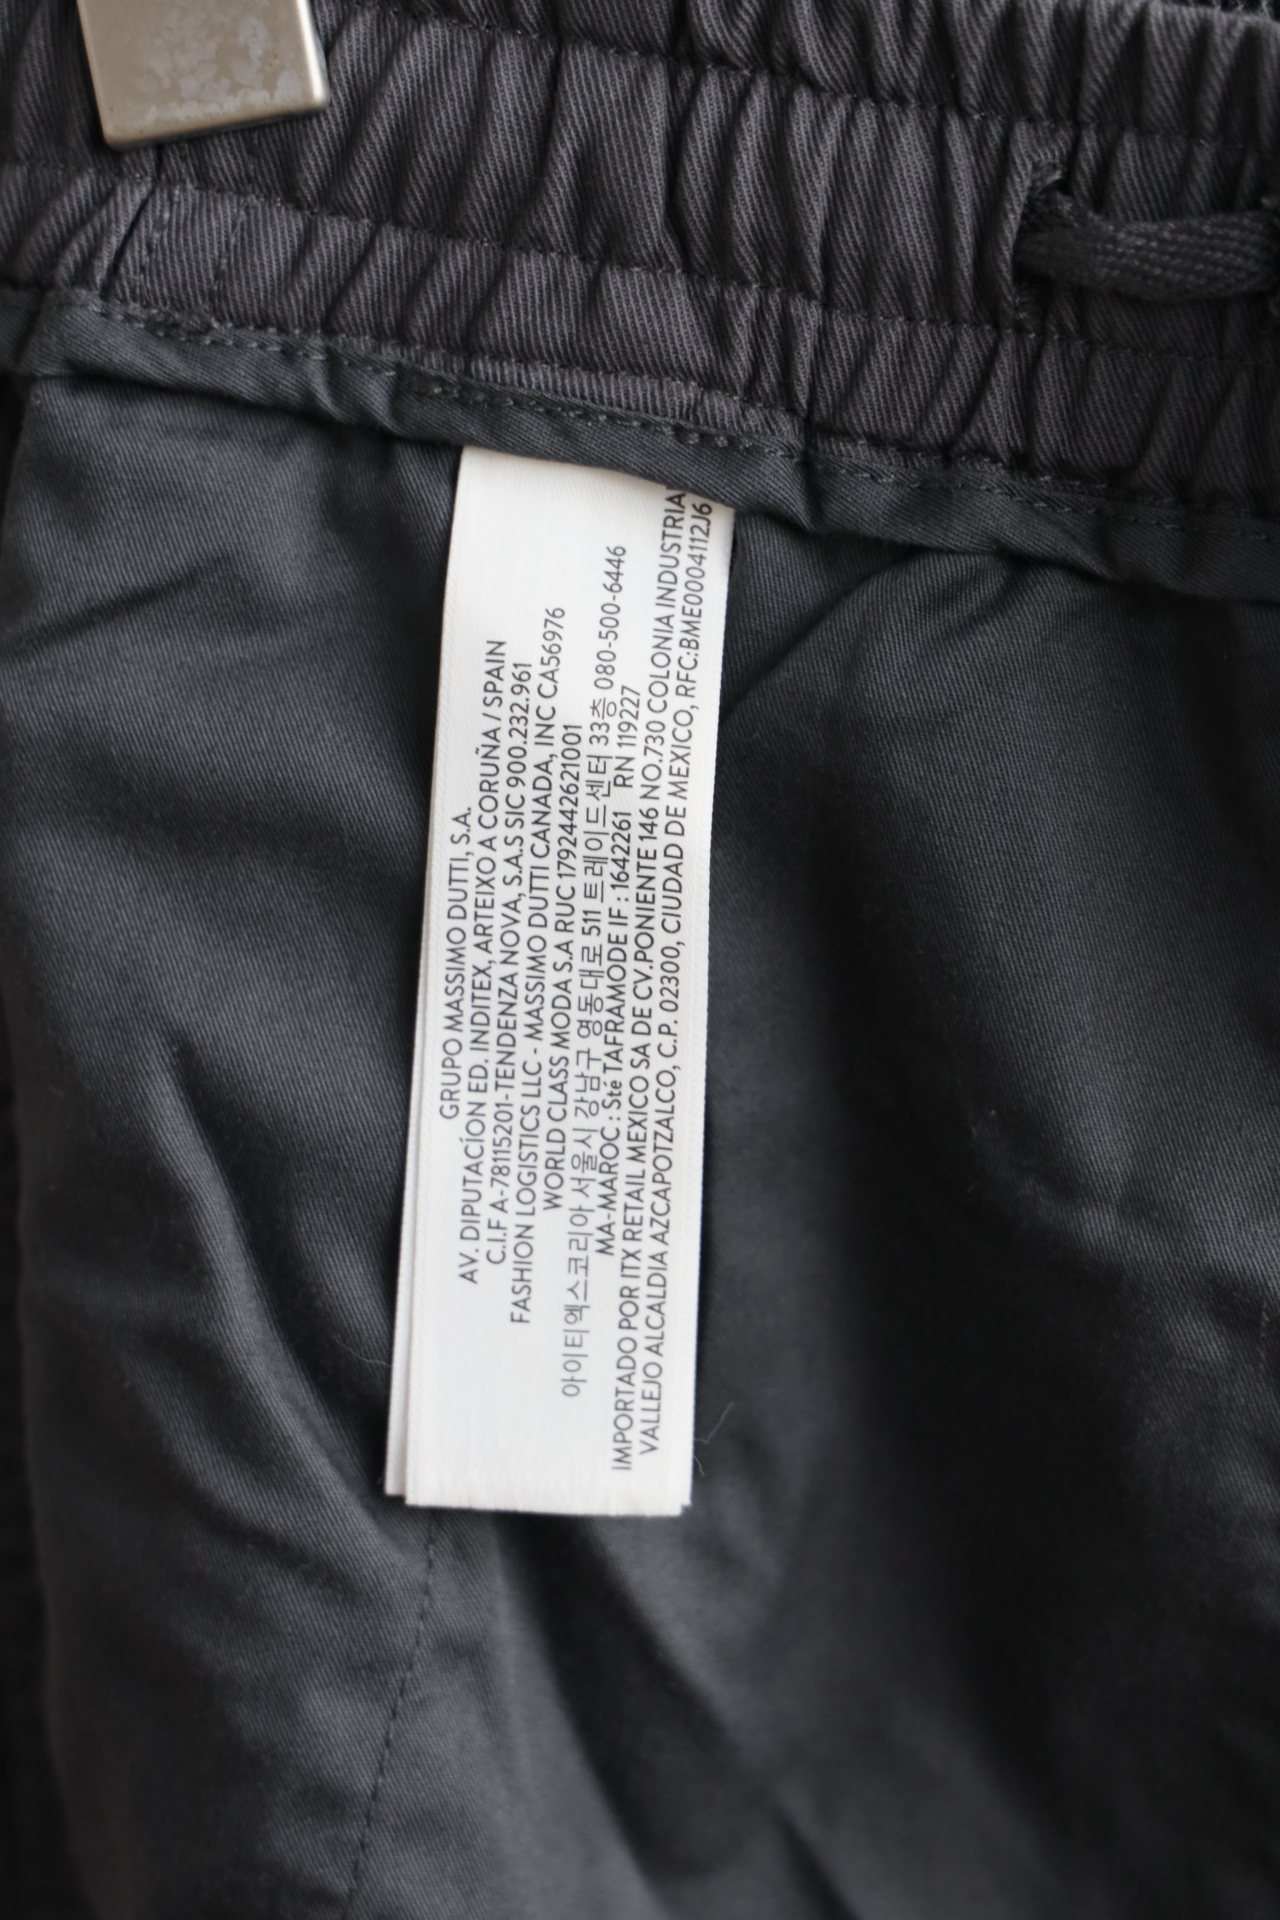 GRUPO MASSIMO DUTTI, S.A.
AV. DIPUTACÍON ED. INDITEX, ARTEIXO A CORUÑA / SPAIN
C.I.F A-78115201-TENDENZA NOVA, S.A.S SIC 900.232.961
FASHION LOGISTICS LLC - MASSIMO DUTTI CANADA, INC CA56976
WORLD CLASS MODA S.A RUC 1792442621001
아이티엑스코리아 서울시 강남구 영동대로 511 트레이드센터 33층 080-500-6446
MA-MAROC : Sté TAFRAMODE IF : 1642261 RN 119227
IMPORTADO POR ITX RETAIL MEXICO SA DE CV.PONIENTE 146 NO.730 COLONIA INDUSTRIAL
VALLEJO ALCALDIA AZCAPOTZALCO, C.P. 02300, CIUDAD DE MEXICO, RFC:BME0004112J6